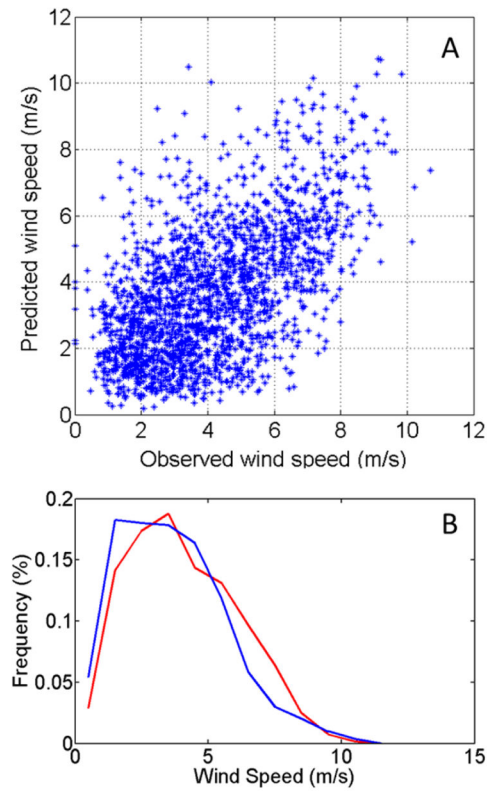 12
A
10
8
6
4
2
0
Predicted wind speed (m/s)
0 2 4 6 8 10 12
Observed wind speed (m/s)
0.2
B
0.15
0.1
0.05
0
Frequency (%)
0 5 10 15
Wind Speed (m/s)